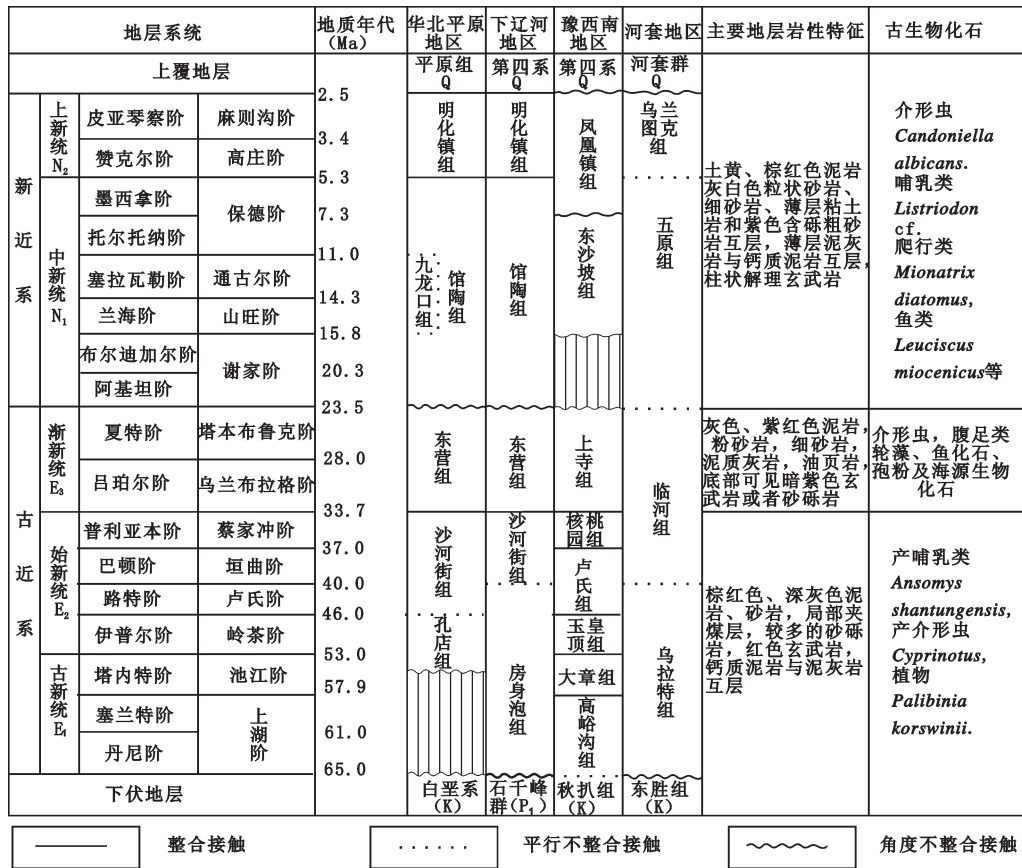 地层系统
地质年代
(Ma)
华北平原
地区
下辽河
地区
豫西南
地区
河套地区
主要地层岩性特征
古生物化石
上覆地层
平原组
Q
第四系
Q
第四系
Q
河套群
Q
新近系
上新统N₂
皮亚琴察阶
麻则沟阶
赞克尔阶
高庄阶
中新统N₁
墨西拿阶
保德阶
托尔托纳阶
塞拉瓦勒阶
通古尔阶
兰海阶
山旺阶
布尔迪加尔阶
谢家阶
阿基坦阶
古近系
渐新统E₃
夏特阶
塔本布鲁克阶
吕珀尔阶
乌兰布拉格阶
始新统E₂
普利亚本阶
蔡家冲阶
巴顿阶
垣曲阶
路特阶
卢氏阶
伊普尔阶
岭茶阶
古新统E₁
塔内特阶
池江阶
塞兰特阶
上湖阶
丹尼阶
2.5
3.4
5.3
7.3
11.0
14.3
15.8
20.3
23.5
28.0
33.7
37.0
40.0
46.0
53.0
57.9
61.0
65.0
明化镇组
九龙口组
馆陶组
东营组
沙河街组
孔店组
明化镇组
馆陶组
东营组
沙河街组
房身泡组
凤凰镇组
东沙坡组
上寺组
核桃
园组
卢氏组
玉皇
顶组
大章组
高峪沟组
乌兰
图克
组
五原组
临河组
乌拉特组
土黄、棕红色泥岩
灰白色粒状砂岩、
细砂岩、薄层粘土
岩和紫色含砾粗砂
岩互层，薄层泥灰
岩与钙质泥岩互层，
柱状解理玄武岩
灰色、紫红色泥岩，
粉砂岩，细砂岩，
泥质灰岩，油页岩，
底部可见暗紫色玄
武岩或者砂砾岩
棕红色、深灰色泥
岩、砂岩，局部夹
煤层，较多的砂砾
岩，红色玄武岩，
钙质泥岩与泥灰岩
互层
介形虫
Candoniella
albicans.
哺乳类
Listriodon
cf.
爬行类
Mionatrix
diatomus,
鱼类
Leuciscus
miocenicus等
介形虫，腹足类
轮藻、鱼化石、
孢粉及海源生物
化石
产哺乳类
Ansomys
shantungensis,
产介形虫
Cyprinotus,
植物
Palibinia
korswinii.
下伏地层
白垩系
(K)
石千峰
群(P₁)
秋扒组
(K)
东胜组
(K)
整合接触
平行不整合接触
角度不整合接触